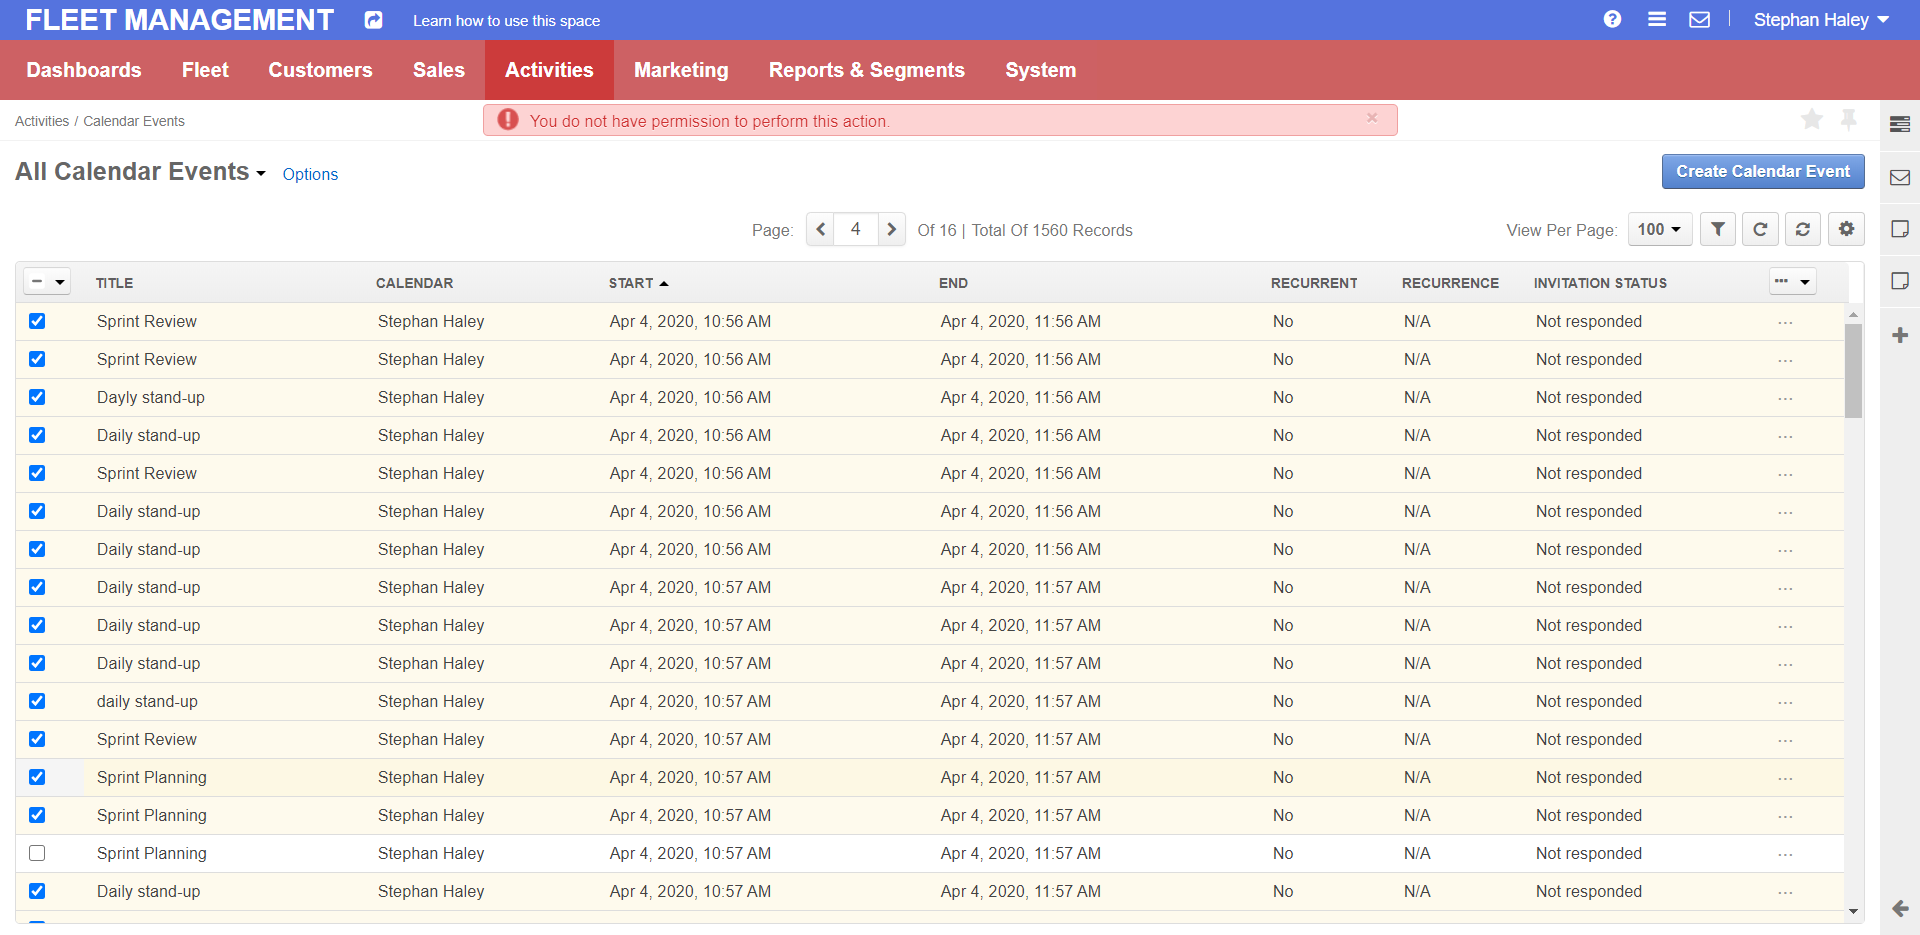 FLEET MANAGEMENT Learn how to use this space Stephan Haley
Dashboards Fleet Customers Sales Activities Marketing Reports & Segments System
Activities / Calendar Events
You do not have permission to perform this action.
All Calendar Events Options Create Calendar Event
Page: 4 Of 16 | Total Of 1560 Records View Per Page: 100
TITLE CALENDAR START END RECURRENT RECURRENCE INVITATION STATUS
Sprint Review Stephan Haley Apr 4, 2020, 10:56 AM Apr 4, 2020, 11:56 AM No N/A Not responded
Sprint Review Stephan Haley Apr 4, 2020, 10:56 AM Apr 4, 2020, 11:56 AM No N/A Not responded
Dayly stand-up Stephan Haley Apr 4, 2020, 10:56 AM Apr 4, 2020, 11:56 AM No N/A Not responded
Daily stand-up Stephan Haley Apr 4, 2020, 10:56 AM Apr 4, 2020, 11:56 AM No N/A Not responded
Sprint Review Stephan Haley Apr 4, 2020, 10:56 AM Apr 4, 2020, 11:56 AM No N/A Not responded
Daily stand-up Stephan Haley Apr 4, 2020, 10:56 AM Apr 4, 2020, 11:56 AM No N/A Not responded
Daily stand-up Stephan Haley Apr 4, 2020, 10:56 AM Apr 4, 2020, 11:56 AM No N/A Not responded
Daily stand-up Stephan Haley Apr 4, 2020, 10:57 AM Apr 4, 2020, 11:57 AM No N/A Not responded
Daily stand-up Stephan Haley Apr 4, 2020, 10:57 AM Apr 4, 2020, 11:57 AM No N/A Not responded
Daily stand-up Stephan Haley Apr 4, 2020, 10:57 AM Apr 4, 2020, 11:57 AM No N/A Not responded
daily stand-up Stephan Haley Apr 4, 2020, 10:57 AM Apr 4, 2020, 11:57 AM No N/A Not responded
Sprint Review Stephan Haley Apr 4, 2020, 10:57 AM Apr 4, 2020, 11:57 AM No N/A Not responded
Sprint Planning Stephan Haley Apr 4, 2020, 10:57 AM Apr 4, 2020, 11:57 AM No N/A Not responded
Sprint Planning Stephan Haley Apr 4, 2020, 10:57 AM Apr 4, 2020, 11:57 AM No N/A Not responded
Sprint Planning Stephan Haley Apr 4, 2020, 10:57 AM Apr 4, 2020, 11:57 AM No N/A Not responded
Daily stand-up Stephan Haley Apr 4, 2020, 10:57 AM Apr 4, 2020, 11:57 AM No N/A Not responded